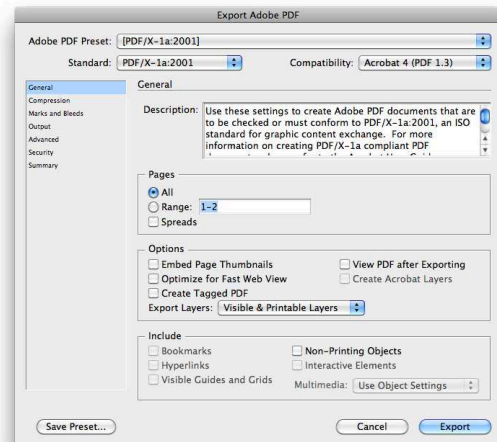 Export Adobe PDF
Adobe PDF Preset: [PDF/X-1a:2001]
Standard: PDF/X-1a:2001 Compatibility: Acrobat 4 (PDF 1.3)
General
Compression
Marks and Bleeds
Output
Advanced
Security
Summary
General
Description: Use these settings to create Adobe PDF documents that are
to be checked or must conform to PDF/X-1a:2001, an ISO
standard for graphic content exchange. For more
information on creating PDF/X-1a compliant PDF
Pages
All
Range: 1-2
Spreads
Options
Embed Page Thumbnails View PDF after Exporting
Optimize for Fast Web View Create Acrobat Layers
Create Tagged PDF
Export Layers: Visible & Printable Layers
Include
Bookmarks Non-Printing Objects
Hyperlinks Interactive Elements
Visible Guides and Grids Multimedia: Use Object Settings
Save Preset... Cancel Export